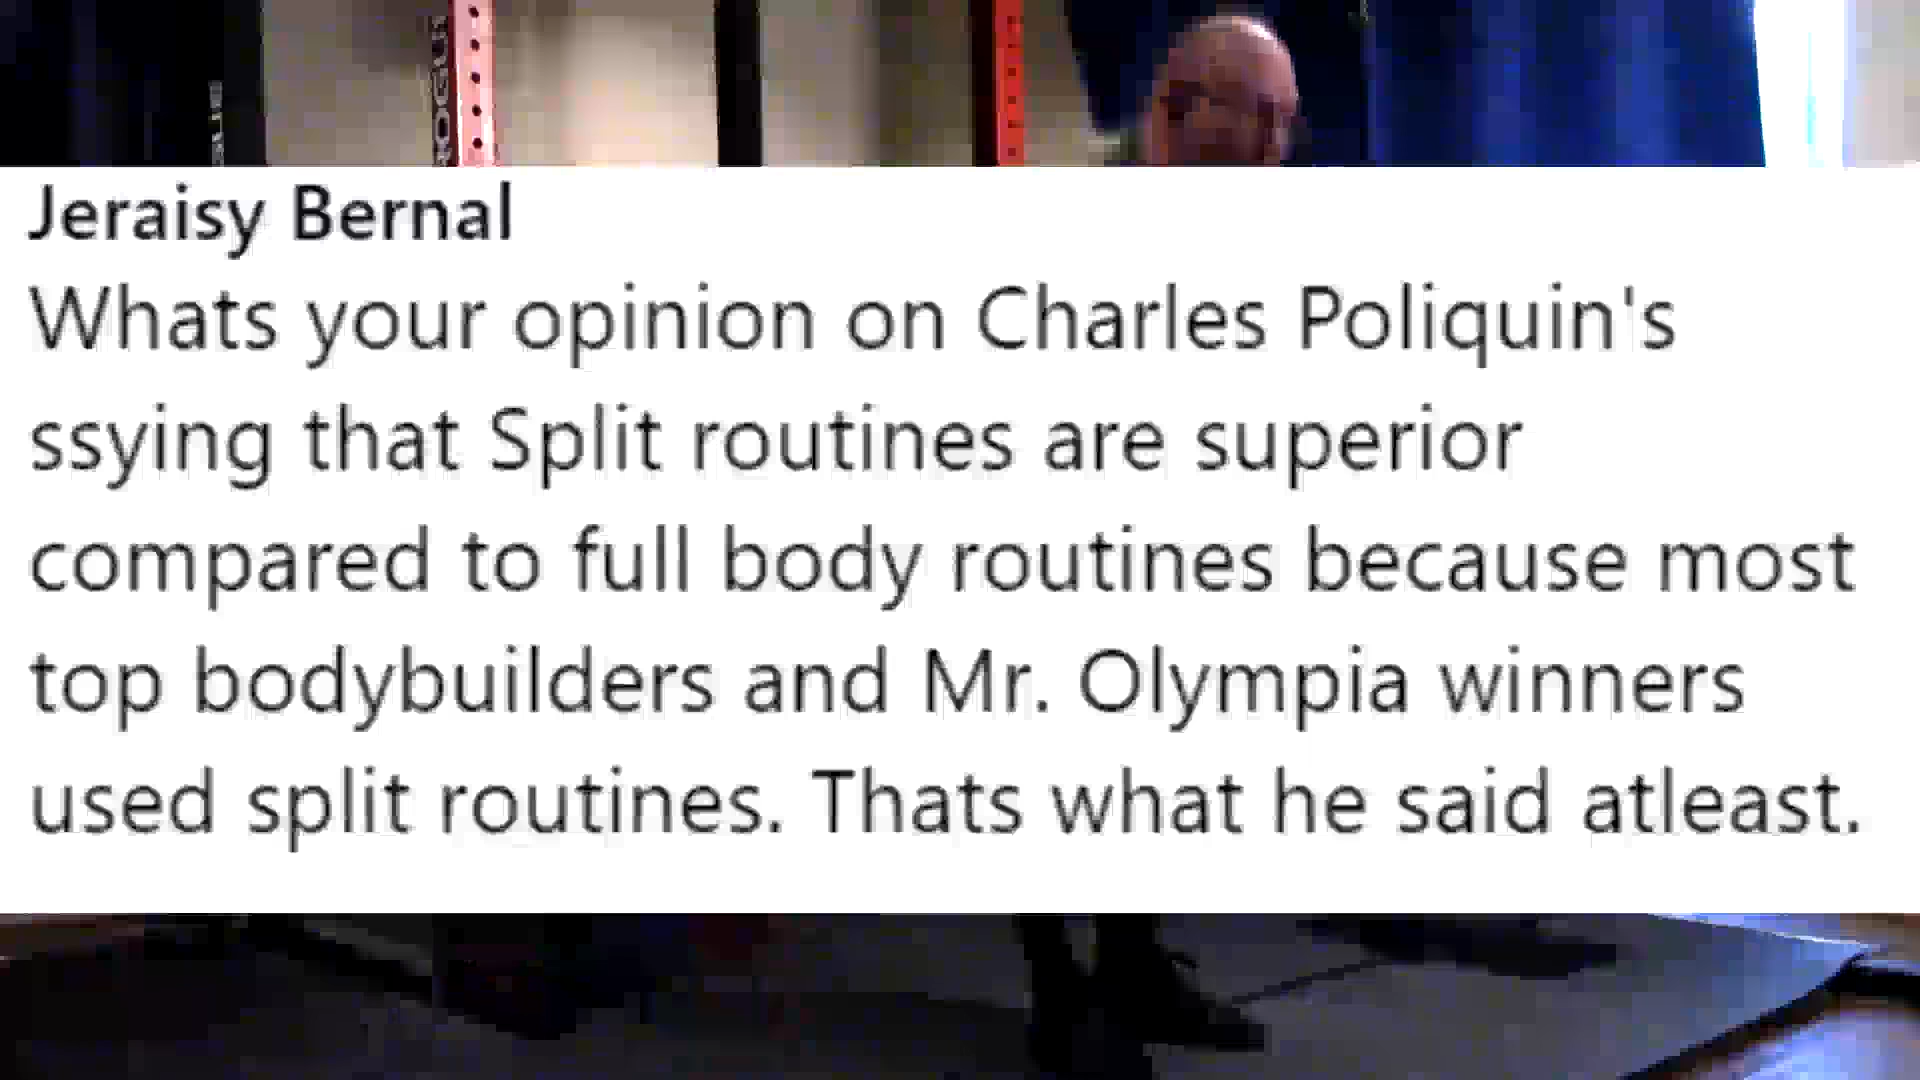 ROGUE
Jeraisy Bernal
Whats your opinion on Charles Poliquin's
ssying that Split routines are superior
compared to full body routines because most
top bodybuilders and Mr. Olympia winners
used split routines. Thats what he said atleast.